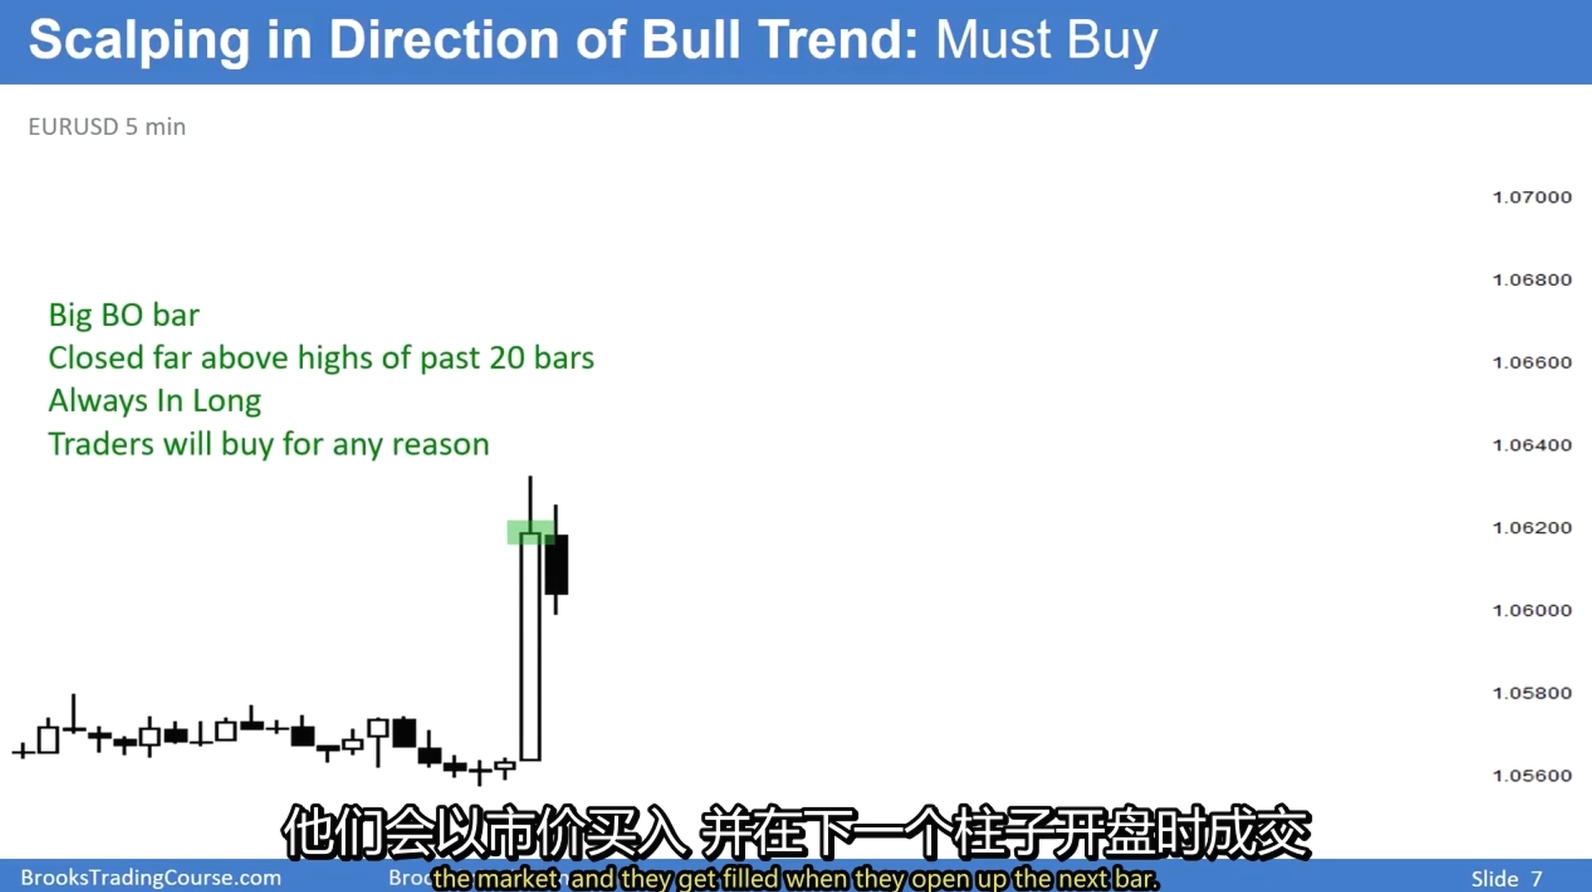 Scalping in Direction of Bull Trend: Must Buy
EURUSD 5 min
1.07000
1.06800
Big BO bar
Closed far above highs of past 20 bars
1.06600
Always In Long
Traders will buy for any reason
1.06400
1.06200
1.06000
1.05800
1.05600
他们会以市价买入 并在下一个柱子开盘时成交
BrooksTradingCourse.com
the market and they get filled when they open up the next bar.
Slide 7